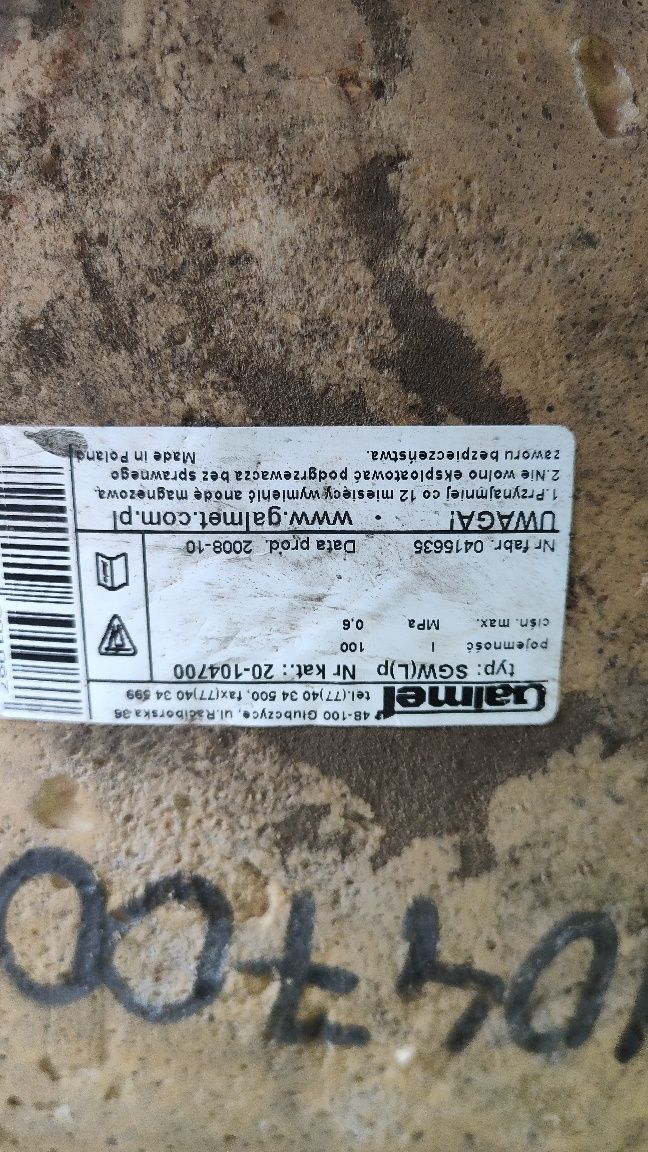 Galmet
48-100 Głubczyce, ul.Raciborska 36
tel.(77)40 34 500, fax(77)40 34 599
typ: SGW(L)p Nr kat.: 20-104700
pojemność l 100
ciśn. max. MPa 0,6
Nr fabr. 0416635 Data prod. 2008-10
UWAGA! • www.galmet.com.pl
1.Przynajmniej co 12 miesięcy wymienić anodę magnezową.
2.Nie wolno eksploatować podgrzewacza bez sprawnego
zaworu bezpieczeństwa. Made in Poland
104700